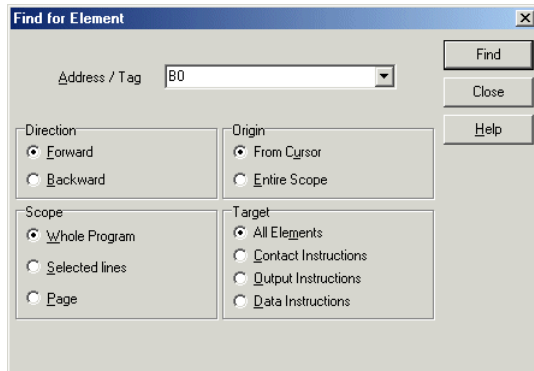 Find for Element
Address / Tag
B0
Find
Close
Help
Direction
Forward
Backward
Origin
From Cursor
Entire Scope
Scope
Whole Program
Selected lines
Page
Target
All Elements
Contact Instructions
Output Instructions
Data Instructions